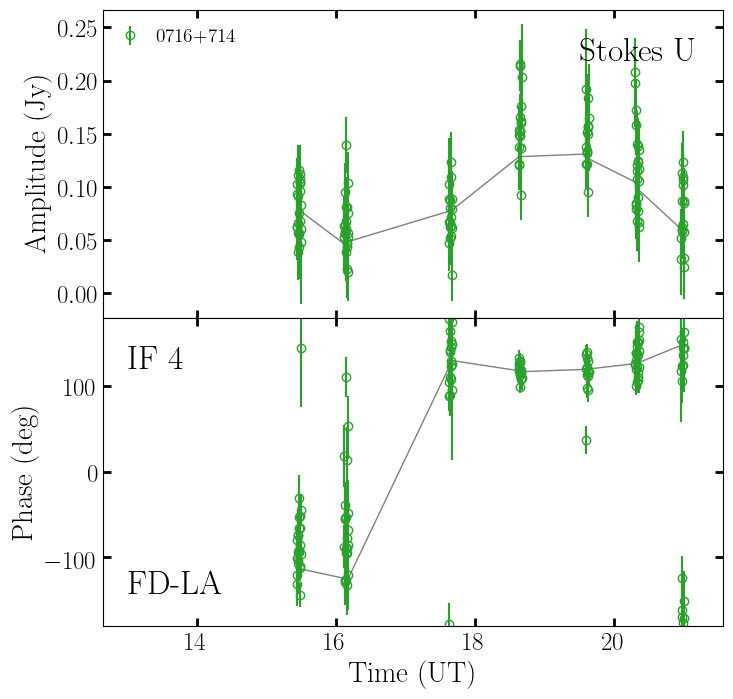 0716+714
Stokes U
0.25
0.20
0.15
0.10
0.05
0.00
Amplitude (Jy)
IF 4
100
0
−100
Phase (deg)
FD-LA
14 16 18 20
Time (UT)